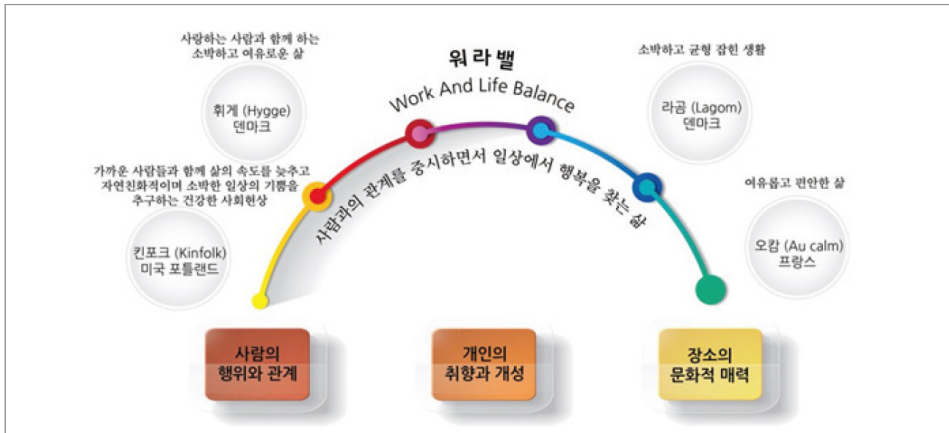 사랑하는 사람과 함께 하는
소박하고 여유로운 삶
휘게 (Hygge)
덴마크
워라밸
Work And Life Balance
소박하고 균형 잡힌 생활
라곰 (Lagom)
덴마크
가까운 사람들과 함께 삶의 속도를 늦추고
자연친화적이며 소박한 일상의 기쁨을
추구하는 건강한 사회현상
킨포크 (Kinfolk)
미국 포틀랜드
사람과의 관계를 중시하면서 일상에서 행복을 찾는 삶
여유롭고 편안한 삶
오캄 (Au calm)
프랑스
사람의
행위와 관계
개인의
취향과 개성
장소의
문화적 매력